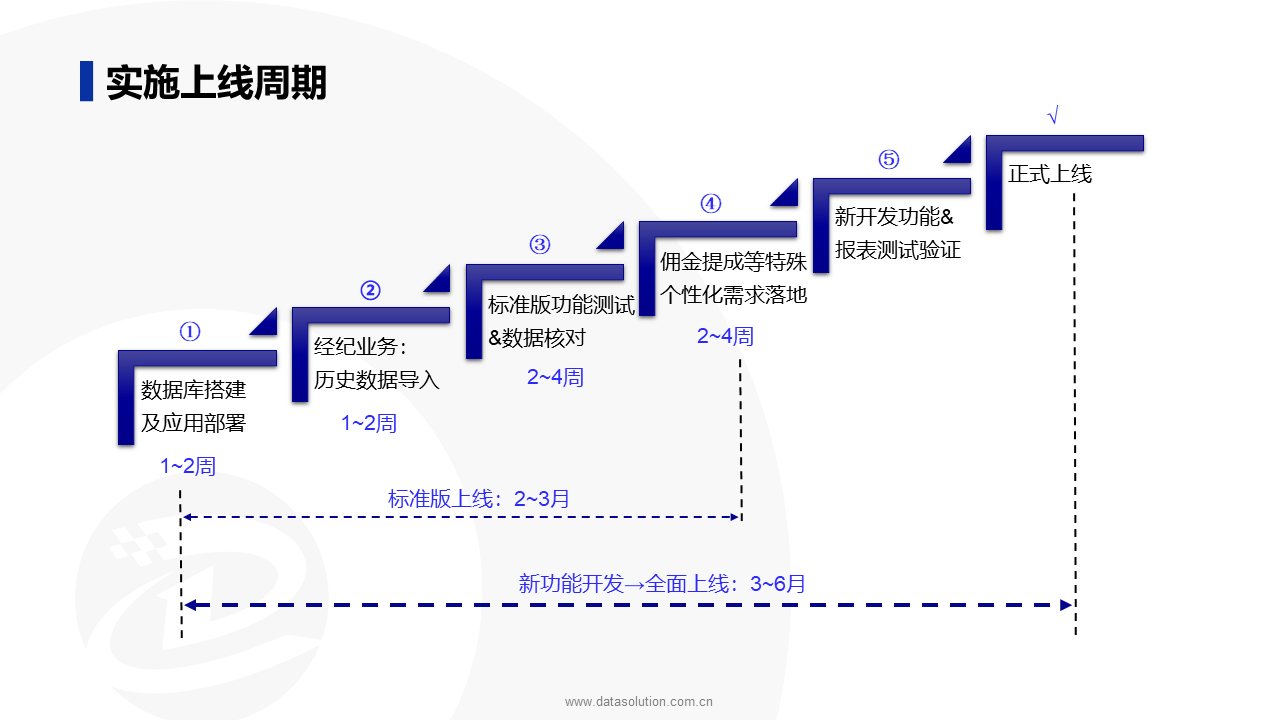 实施上线周期
①
数据库搭建
及应用部署
1~2周
②
经纪业务：
历史数据导入
1~2周
③
标准版功能测试
&数据核对
2~4周
④
佣金提成等特殊
个性化需求落地
2~4周
⑤
新开发功能&
报表测试验证
√
正式上线
标准版上线：2~3月
新功能开发→全面上线：3~6月
www.datasolution.com.cn